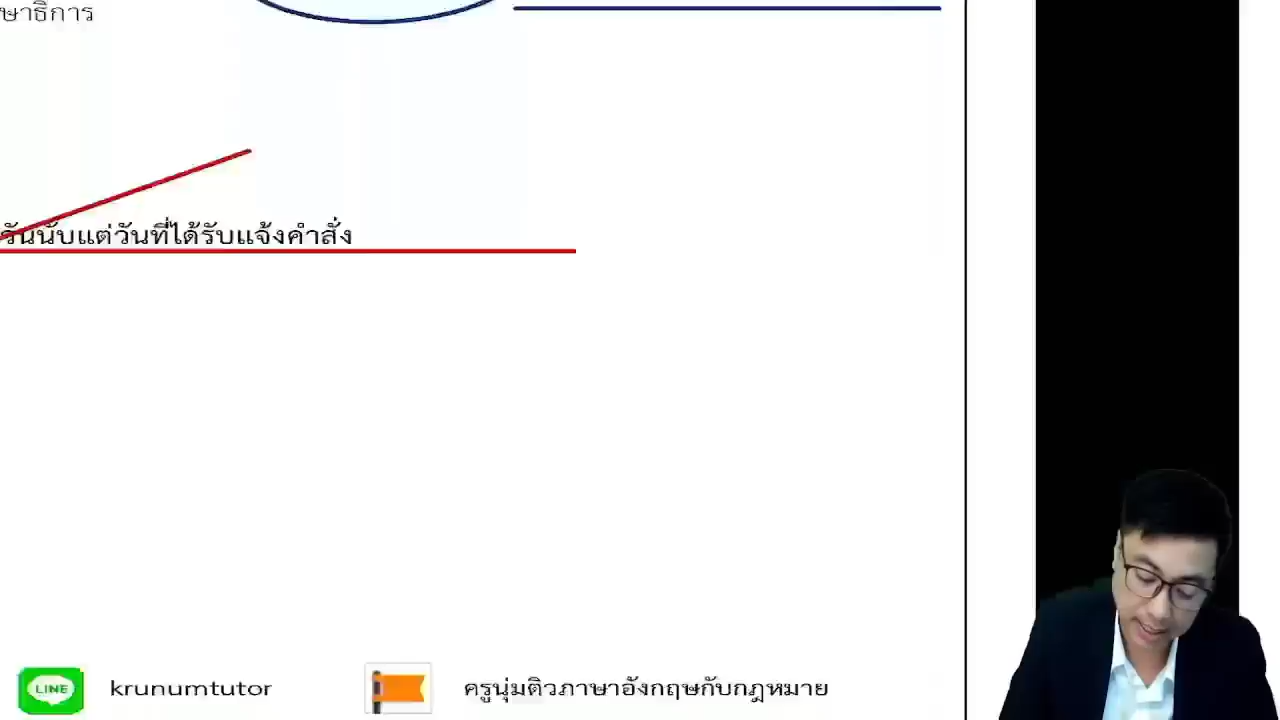 ษาธิการ
วันนับแต่วันที่ได้รับแจ้งคำสั่ง
LINE krunumtutor ครูนุ่มติวภาษาอังกฤษกับกฎหมาย